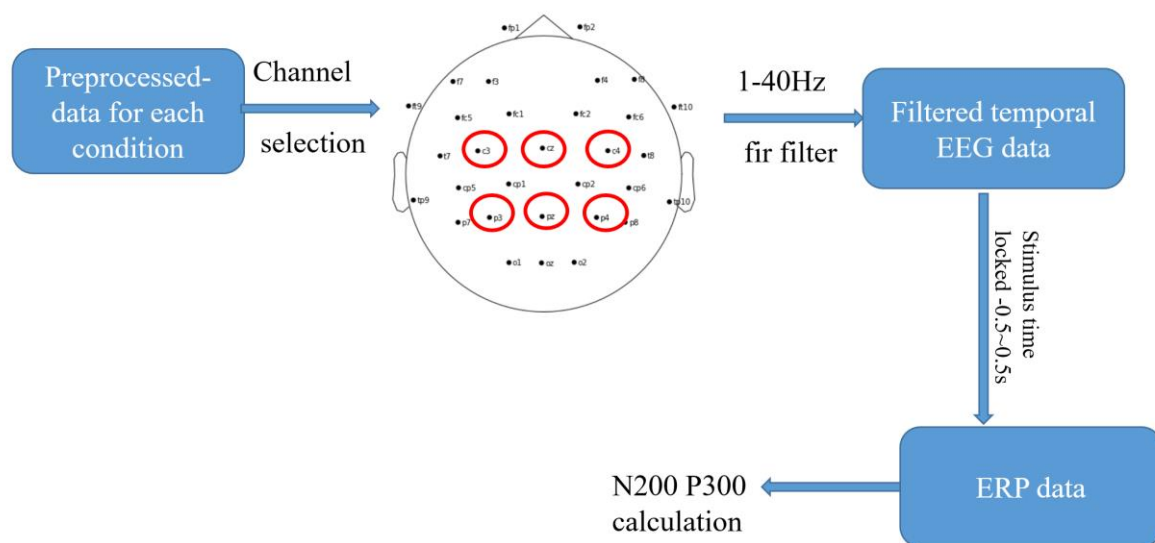 Preprocessed-
data for each
condition
Channel
selection
fp1 fp2
f7 f3 f4 f8
ft9 ft10
fc5 fc1 fc2 fc6
t7 c3 cz c4 t8
cp5 cp1 cp2 cp6
tp9 tp10
p7 p3 pz p4 p8
o1 oz o2
1-40Hz
fir filter
Filtered temporal
EEG data
Stimulus time
locked -0.5~0.5s
ERP data
N200 P300
calculation